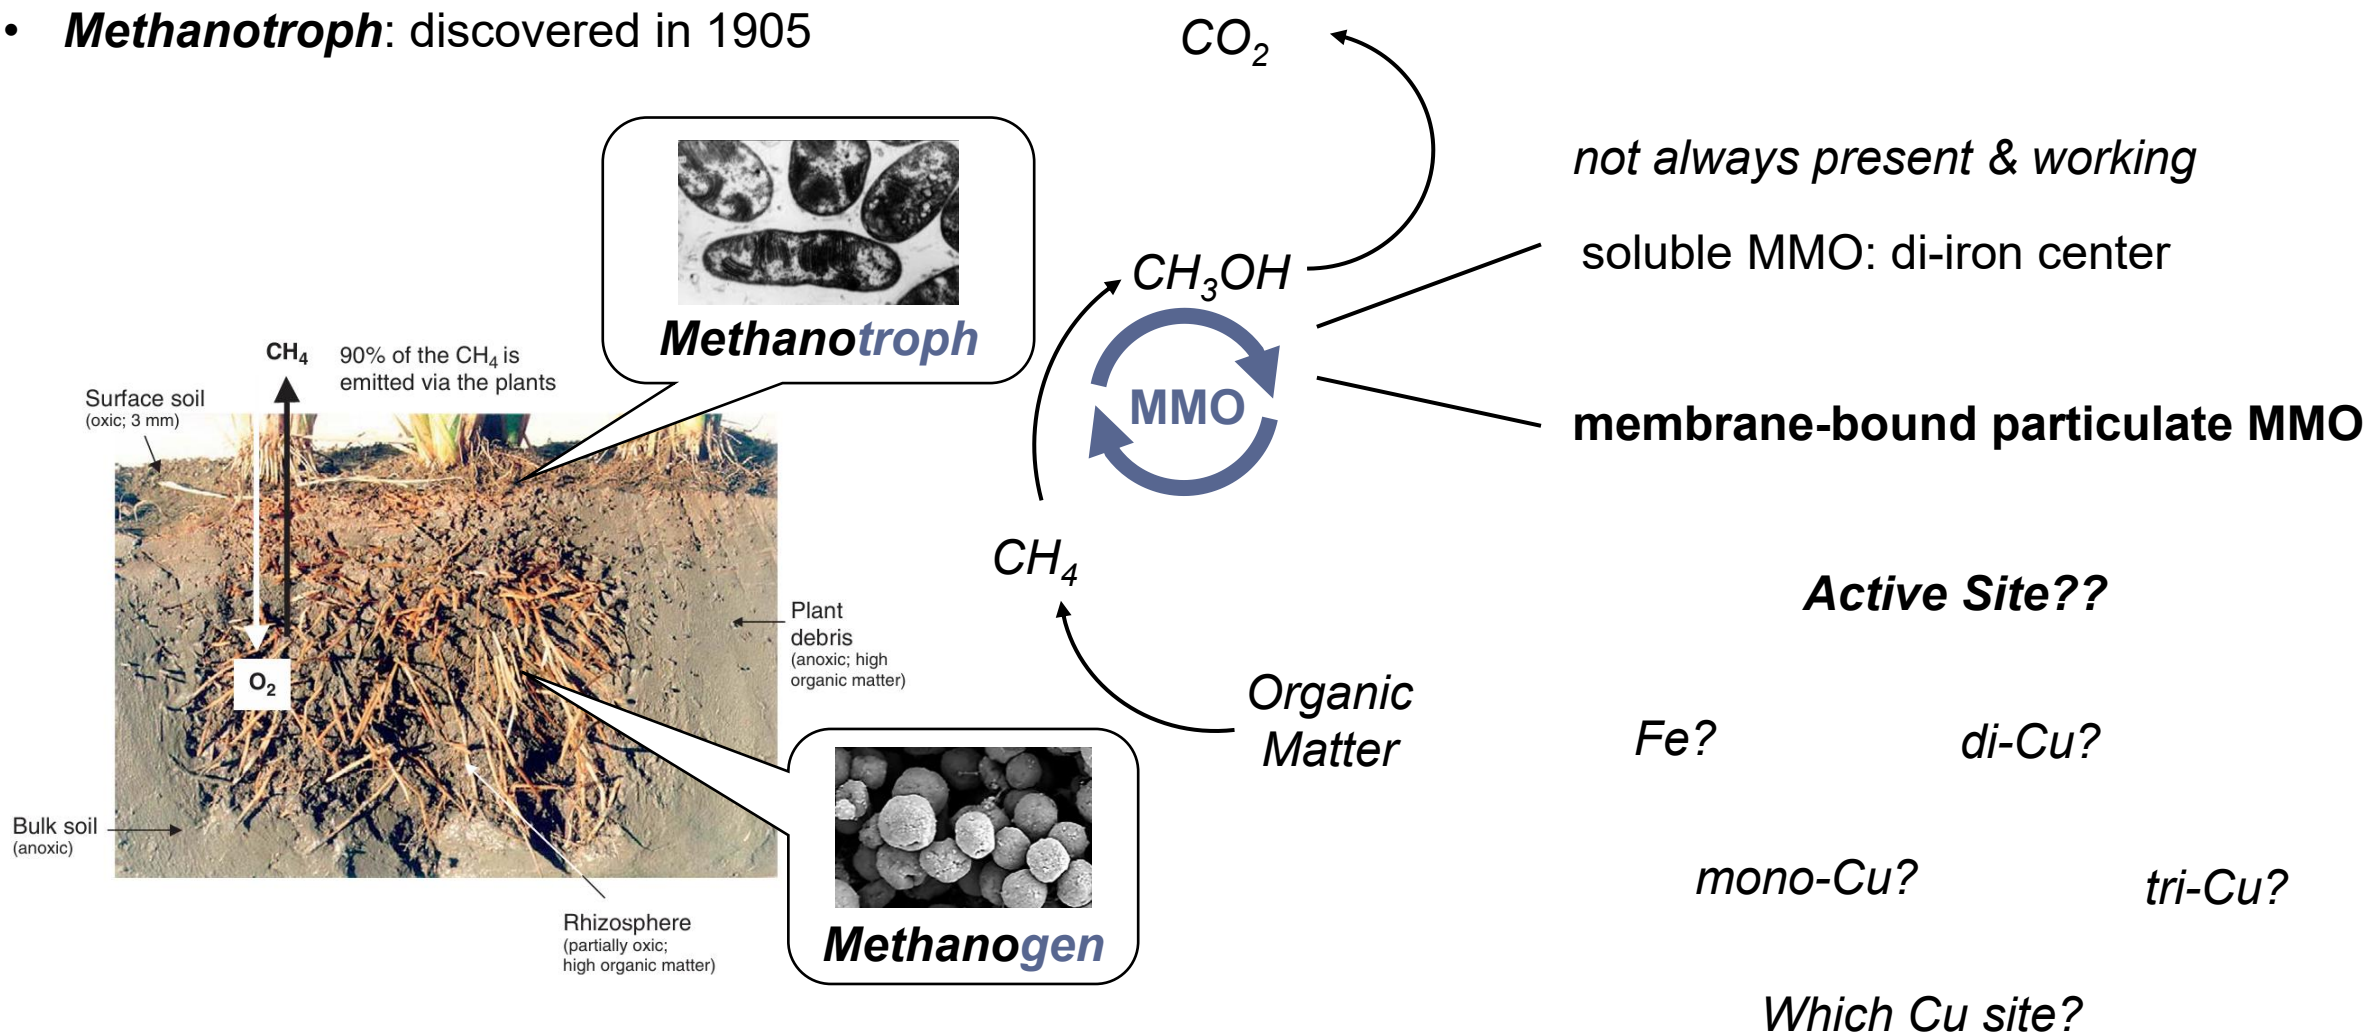 • Methanotroph: discovered in 1905
CO2
Methanotroph
CH4
90% of the CH4 is
emitted via the plants
Surface soil
(oxic; 3 mm)
O2
Plant
debris
(anoxic; high
organic matter)
Bulk soil
(anoxic)
Rhizosphere
(partially oxic;
high organic matter)
Methanogen
CH3OH
MMO
CH4
Organic
Matter
not always present & working
soluble MMO: di-iron center
membrane-bound particulate MMO
Active Site??
Fe?
di-Cu?
mono-Cu?
tri-Cu?
Which Cu site?